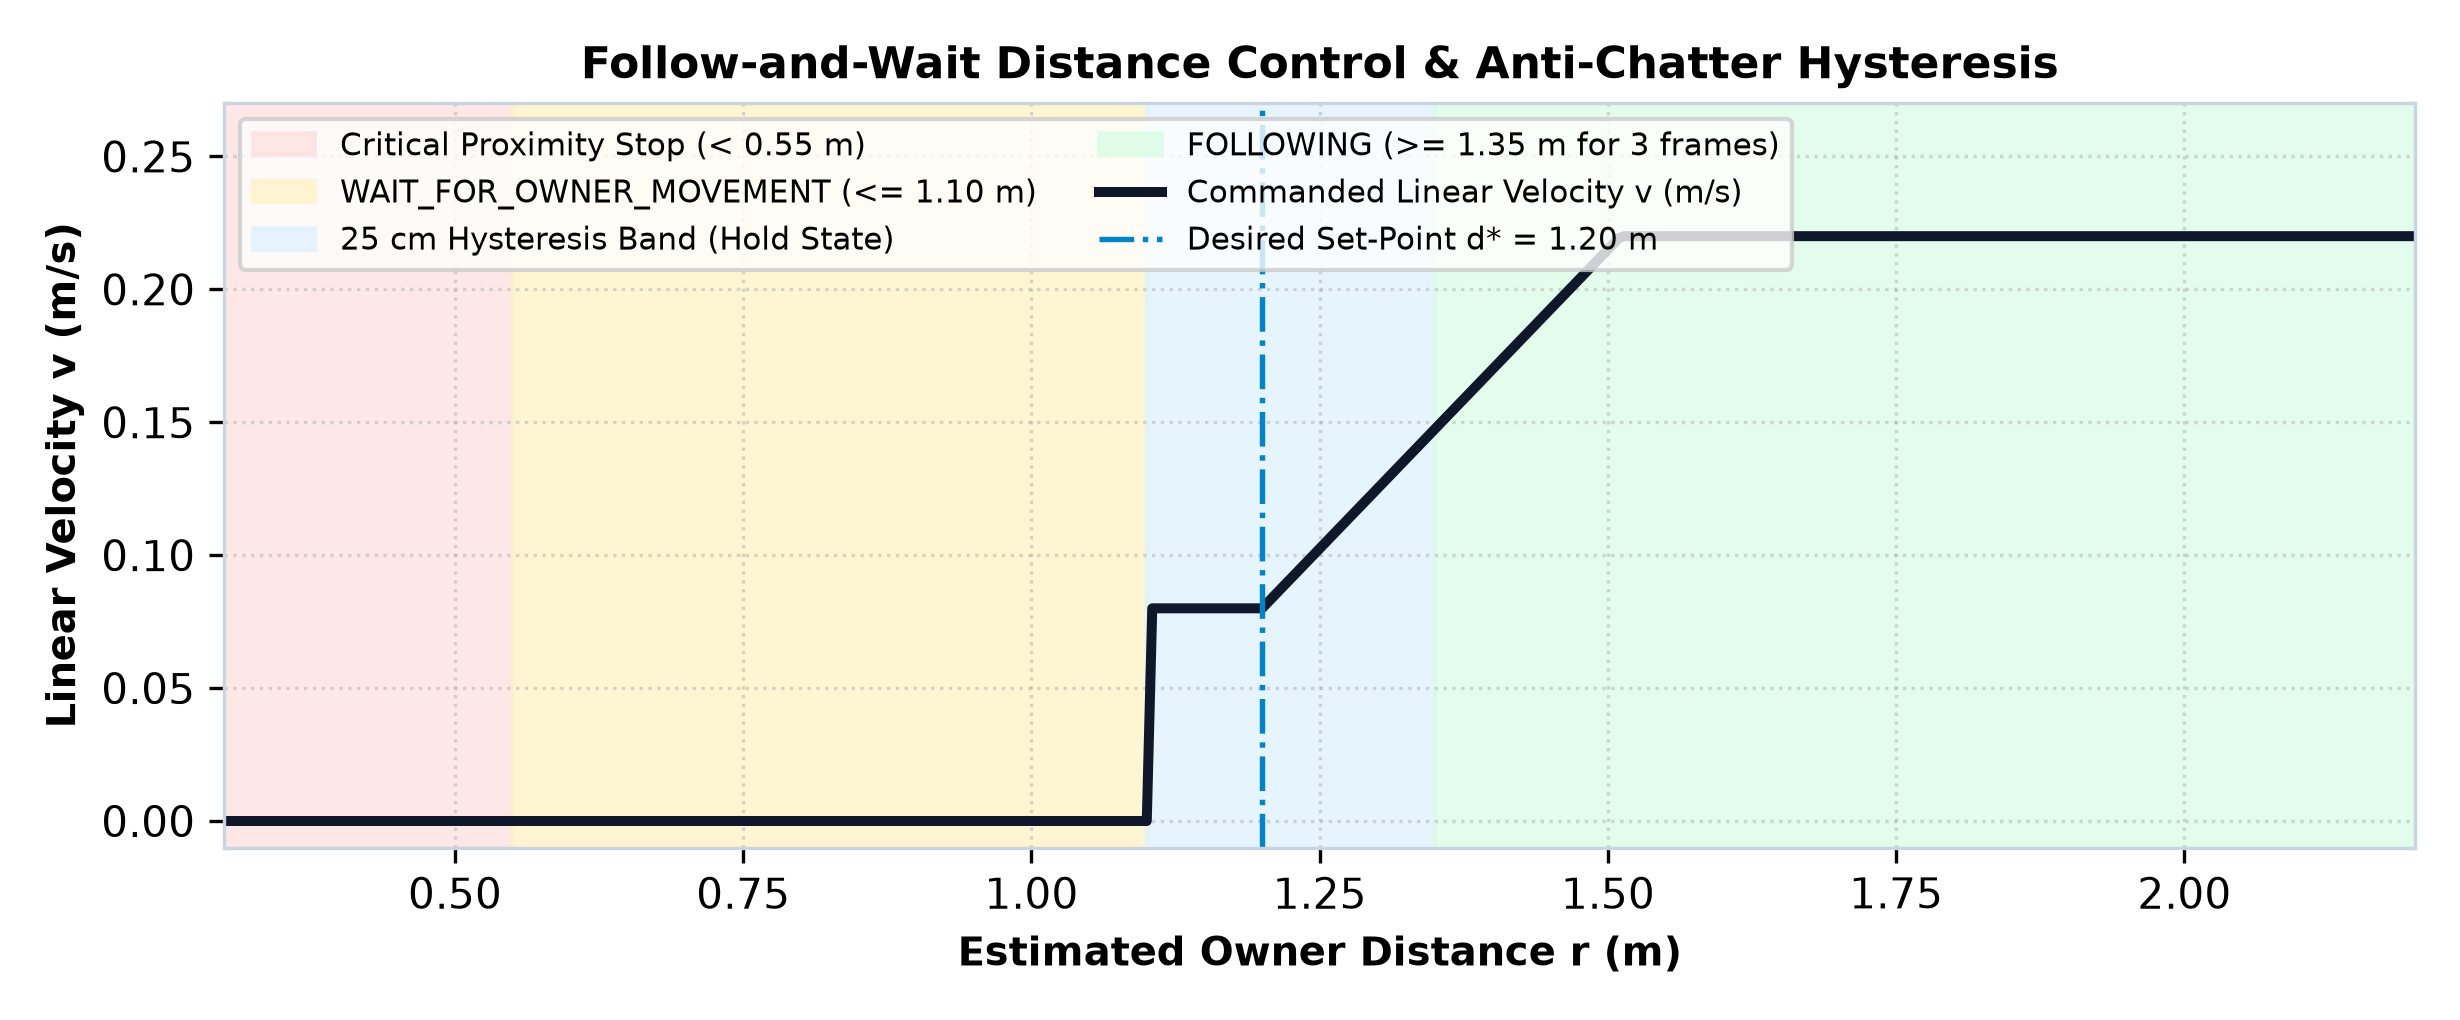 Follow-and-Wait Distance Control & Anti-Chatter Hysteresis
Critical Proximity Stop (< 0.55 m)
WAIT_FOR_OWNER_MOVEMENT (<= 1.10 m)
25 cm Hysteresis Band (Hold State)
FOLLOWING (>= 1.35 m for 3 frames)
Commanded Linear Velocity v (m/s)
Desired Set-Point d* = 1.20 m
Linear Velocity v (m/s)
0.25
0.20
0.15
0.10
0.05
0.00
0.50 0.75 1.00 1.25 1.50 1.75 2.00
Estimated Owner Distance r (m)